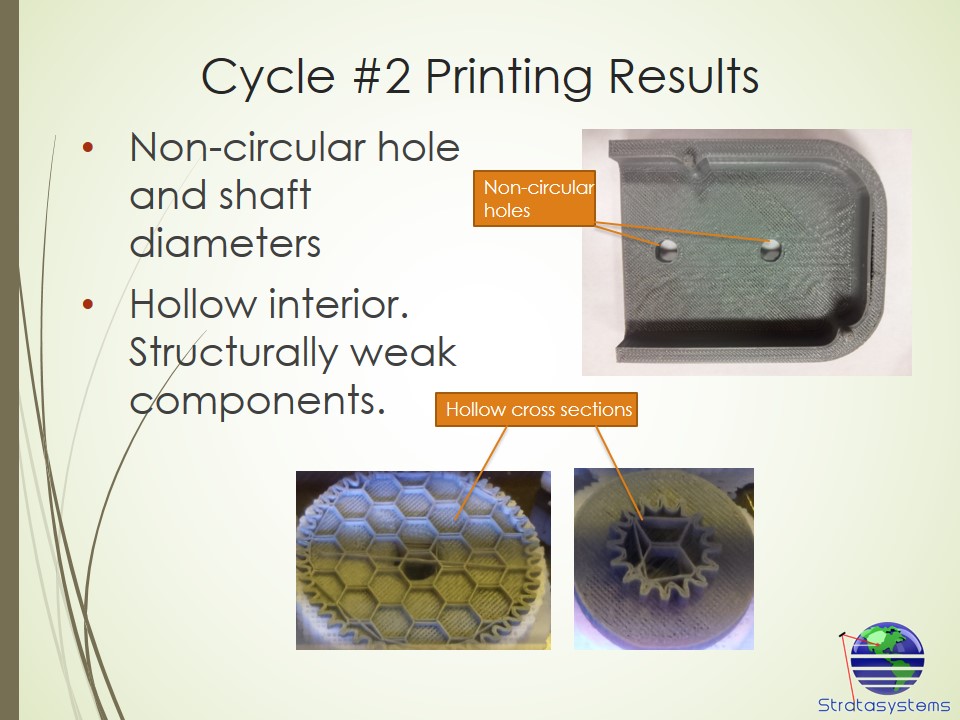 Cycle #2 Printing Results
• Non-circular hole
and shaft
diameters
• Hollow interior.
Structurally weak
components.
Non-circular
holes
Hollow cross sections
Stratasystems